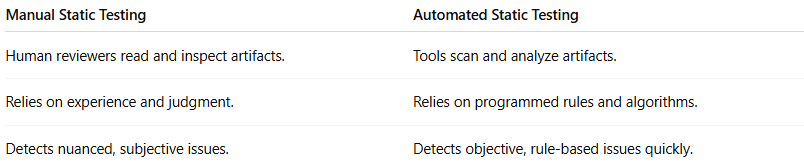 Manual Static Testing Automated Static Testing
Human reviewers read and inspect artifacts. Tools scan and analyze artifacts.
Relies on experience and judgment. Relies on programmed rules and algorithms.
Detects nuanced, subjective issues. Detects objective, rule-based issues quickly.